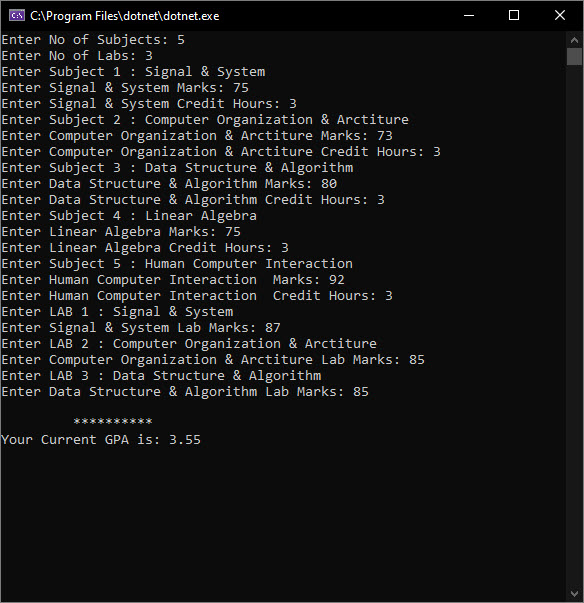 C:\Program Files\dotnet\dotnet.exe
Enter No of Subjects: 5
Enter No of Labs: 3
Enter Subject 1 : Signal & System
Enter Signal & System Marks: 75
Enter Signal & System Credit Hours: 3
Enter Subject 2 : Computer Organization & Arctiture
Enter Computer Organization & Arctiture Marks: 73
Enter Computer Organization & Arctiture Credit Hours: 3
Enter Subject 3 : Data Structure & Algorithm
Enter Data Structure & Algorithm Marks: 80
Enter Data Structure & Algorithm Credit Hours: 3
Enter Subject 4 : Linear Algebra
Enter Linear Algebra Marks: 75
Enter Linear Algebra Credit Hours: 3
Enter Subject 5 : Human Computer Interaction
Enter Human Computer Interaction  Marks: 92
Enter Human Computer Interaction  Credit Hours: 3
Enter LAB 1 : Signal & System
Enter Signal & System Lab Marks: 87
Enter LAB 2 : Computer Organization & Arctiture
Enter Computer Organization & Arctiture Lab Marks: 85
Enter LAB 3 : Data Structure & Algorithm
Enter Data Structure & Algorithm Lab Marks: 85
**********
Your Current GPA is: 3.55